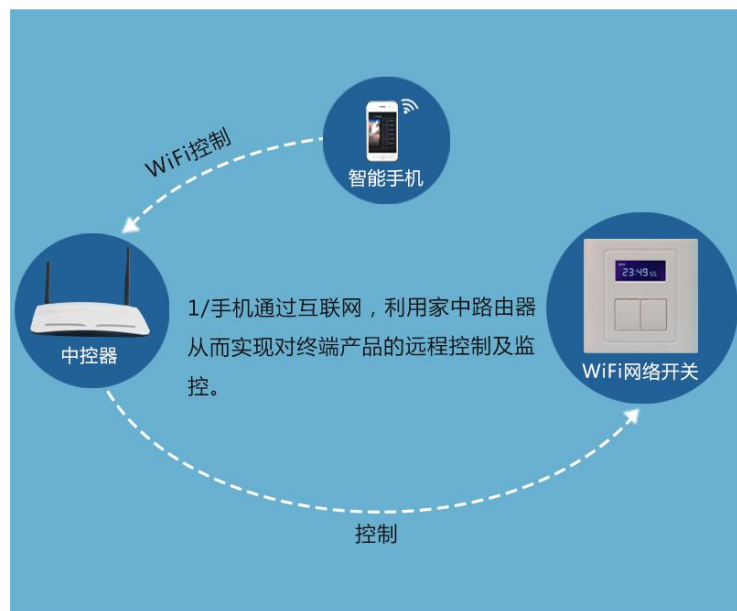 WiFi控制
智能手机
23:49 55
中控器
1/手机通过互联网，利用家中路由器
从而实现对终端产品的远程控制及监
控。
WiFi网络开关
控制